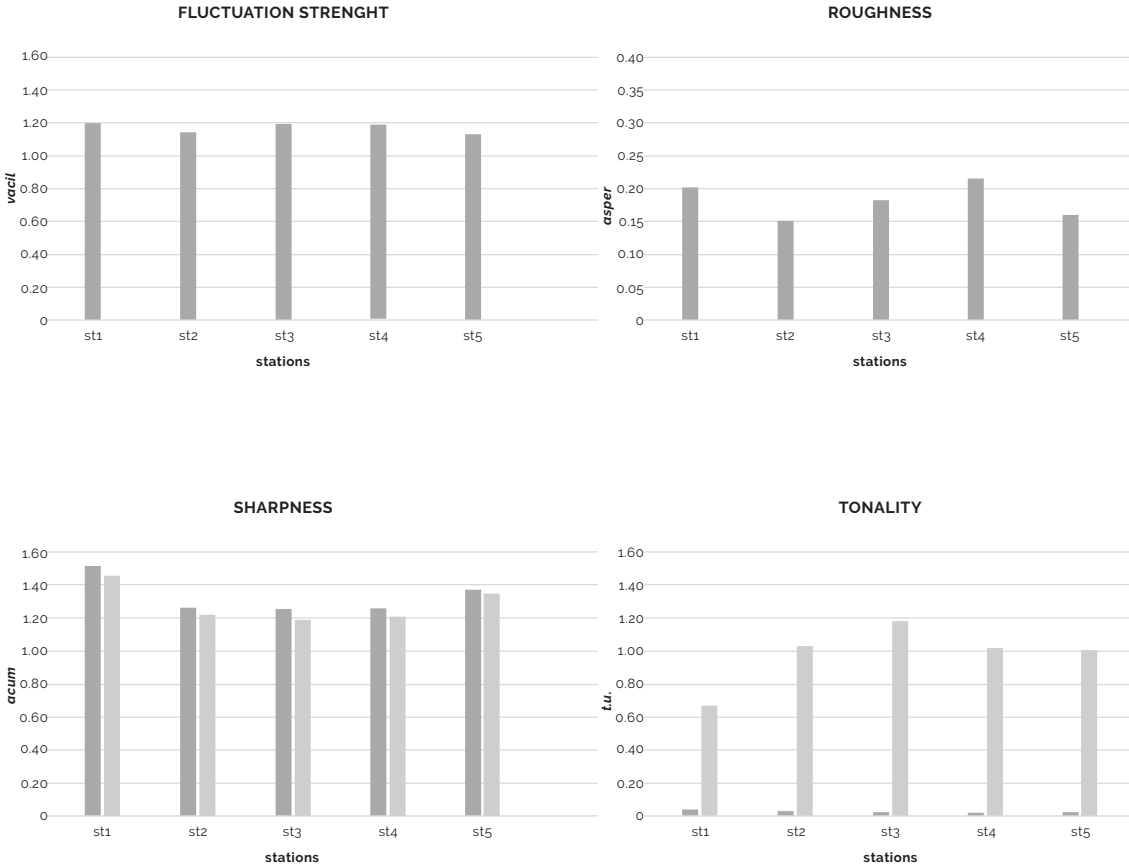 FLUCTUATION STRENGHT
1.60
1.40
1.20
1.00
0.80
0.60
0.40
0.20
0
vacil
st1 st2 st3 st4 st5
stations
ROUGHNESS
0.40
0.35
0.30
0.25
0.20
0.15
0.10
0.05
0
asper
st1 st2 st3 st4 st5
stations
SHARPNESS
1.60
1.40
1.20
1.00
0.80
0.60
0.40
0.20
0
acum
st1 st2 st3 st4 st5
stations
TONALITY
1.60
1.40
1.20
1.00
0.80
0.60
0.40
0.20
0
t.u.
st1 st2 st3 st4 st5
stations